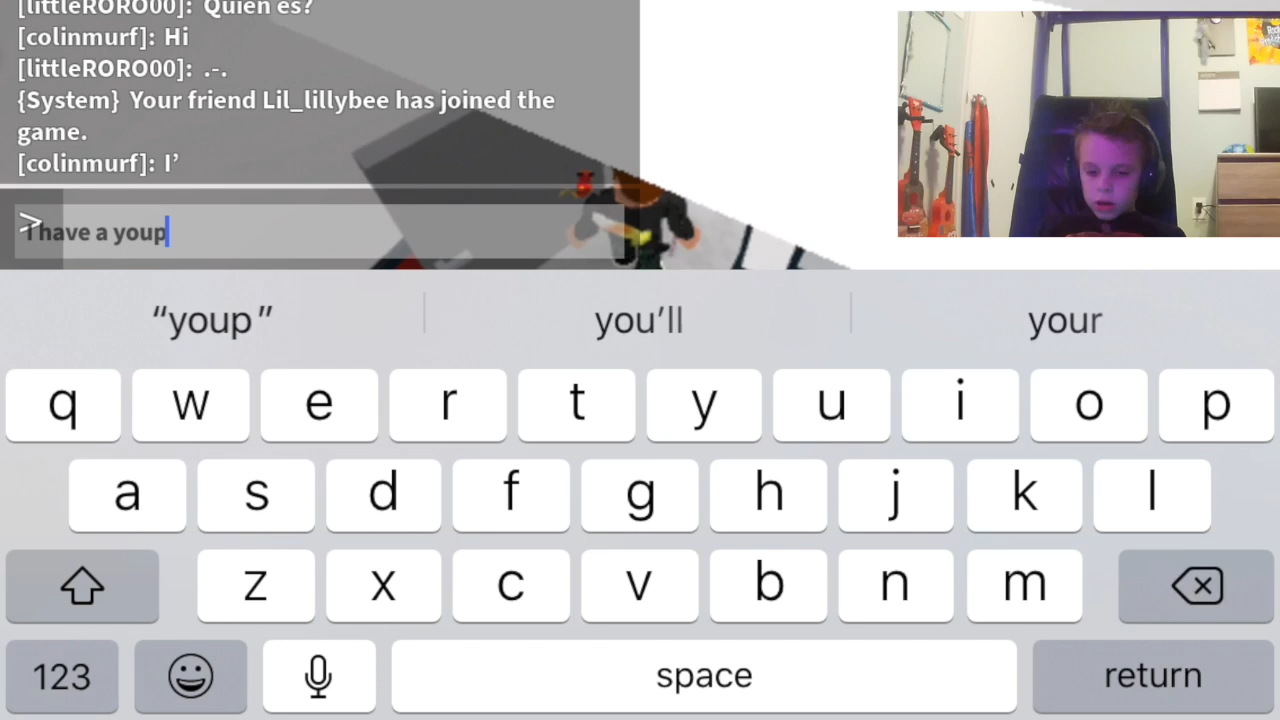 [littleRORO00]: Quien es?
[colinmurf]: Hi
[littleRORO00]: .-.
{System} Your friend Lil_lillybee has joined the
game.
[colinmurf]: I’
>
I have a youp
“youp” you’ll your
q w e r t y u i o p
a s d f g h j k l
z x c v b n m
123 space return